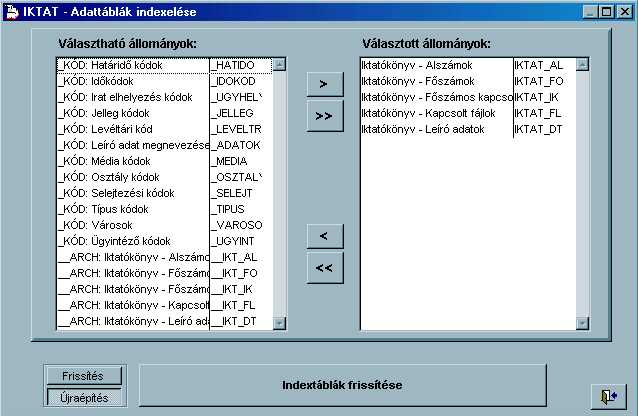 IKTAT - Adattáblák indexelése
Választható állományok:
_KÓD: Határidő kódok _HATIDO
_KÓD: Időkódok _IDOKOD
_KÓD: Irat elhelyezés kódok _UGYHELY
_KÓD: Jelleg kódok _JELLEG
_KÓD: Levéltári kód _LEVELTR
_KÓD: Leíró adat megnevezése _ADATOK
_KÓD: Média kódok _MEDIA
_KÓD: Osztály kódok _OSZTALY
_KÓD: Selejtezési kódok _SELEJT
_KÓD: Típus kódok _TIPUS
_KÓD: Városok _VAROSO
_KÓD: Ügyintéző kódok _UGYINT
__ARCH: Iktatókönyv - Alszámo __IKT_AL
__ARCH: Iktatókönyv - Főszámo __IKT_FO
__ARCH: Iktatókönyv - Főszámo __IKT_IK
__ARCH: Iktatókönyv - Kapcsolt __IKT_FL
__ARCH: Iktatókönyv - Leíró ada __IKT_DT
>
>>
<
<<
Választott állományok:
Iktatókönyv - Alszámok IKTAT_AL
Iktatókönyv - Főszámok IKTAT_FO
Iktatókönyv - Főszámos kapcso IKTAT_IK
Iktatókönyv - Kapcsolt fájlok IKTAT_FL
Iktatókönyv - Leíró adatok IKTAT_DT
Frissítés
Újraépítés
Indextáblák frissítése